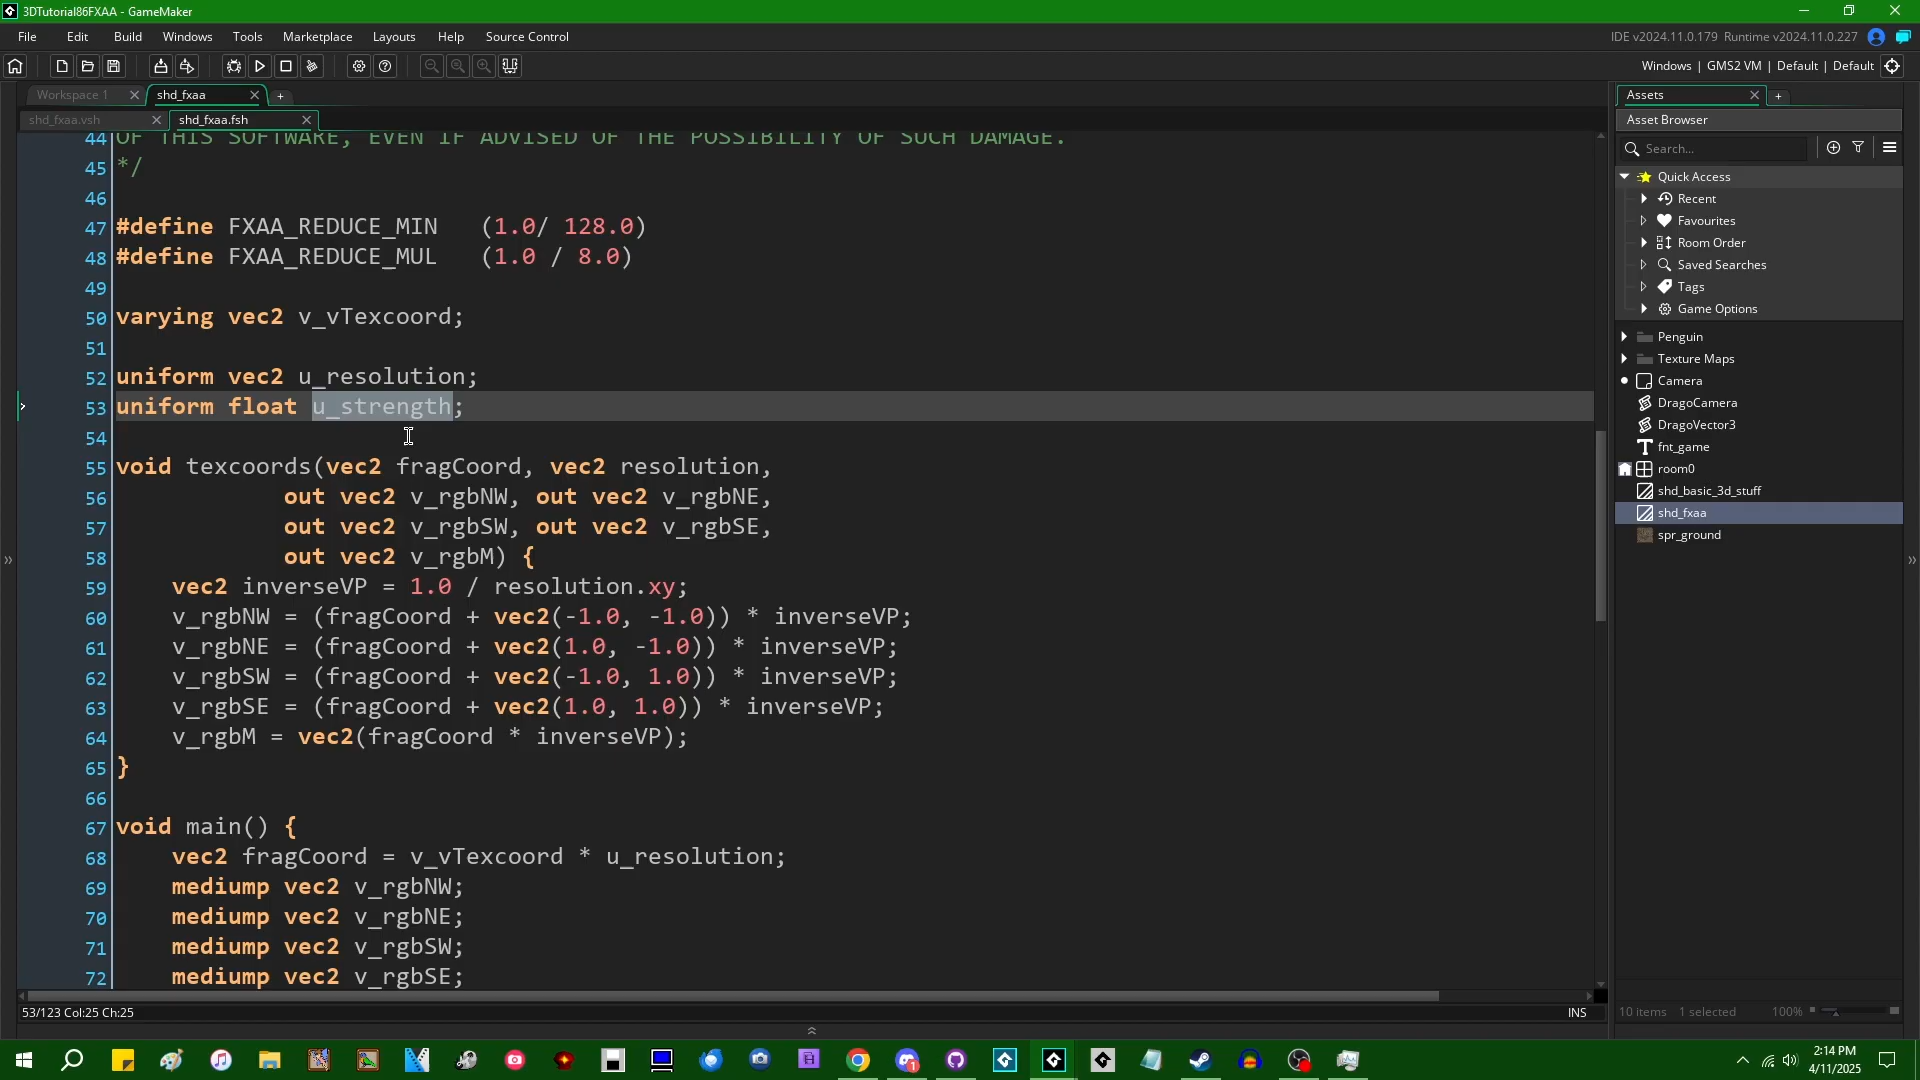 3DTutorial86FXAA - GameMaker
File Edit Build Windows Tools Marketplace Layouts Help Source Control
IDE v2024.11.0.179 Runtime v2024.11.0.227
Windows | GMS2 VM | Default | Default
Workspace 1
shd_fxaa
shd_fxaa.vsh
shd_fxaa.fsh
44 OF THIS SOFTWARE, EVEN IF ADVISED OF THE POSSIBILITY OF SUCH DAMAGE.
45 */
46
47 #define FXAA_REDUCE_MIN   (1.0/ 128.0)
48 #define FXAA_REDUCE_MUL   (1.0 / 8.0)
49
50 varying vec2 v_vTexcoord;
51
52 uniform vec2 u_resolution;
53 uniform float u_strength;
54
55 void texcoords(vec2 fragCoord, vec2 resolution,
56             out vec2 v_rgbNW, out vec2 v_rgbNE,
57             out vec2 v_rgbSW, out vec2 v_rgbSE,
58             out vec2 v_rgbM) {
59     vec2 inverseVP = 1.0 / resolution.xy;
60     v_rgbNW = (fragCoord + vec2(-1.0, -1.0)) * inverseVP;
61     v_rgbNE = (fragCoord + vec2(1.0, -1.0)) * inverseVP;
62     v_rgbSW = (fragCoord + vec2(-1.0, 1.0)) * inverseVP;
63     v_rgbSE = (fragCoord + vec2(1.0, 1.0)) * inverseVP;
64     v_rgbM = vec2(fragCoord * inverseVP);
65 }
66
67 void main() {
68     vec2 fragCoord = v_vTexcoord * u_resolution;
69     mediump vec2 v_rgbNW;
70     mediump vec2 v_rgbNE;
71     mediump vec2 v_rgbSW;
72     mediump vec2 v_rgbSE;
53/123 Col:25 Ch:25
INS
Assets
Asset Browser
Search...
Quick Access
Recent
Favourites
Room Order
Saved Searches
Tags
Game Options
Penguin
Texture Maps
Camera
DragoCamera
DragoVector3
fnt_game
room0
shd_basic_3d_stuff
shd_fxaa
spr_ground
10 items 1 selected 100%
2:14 PM
4/11/2025